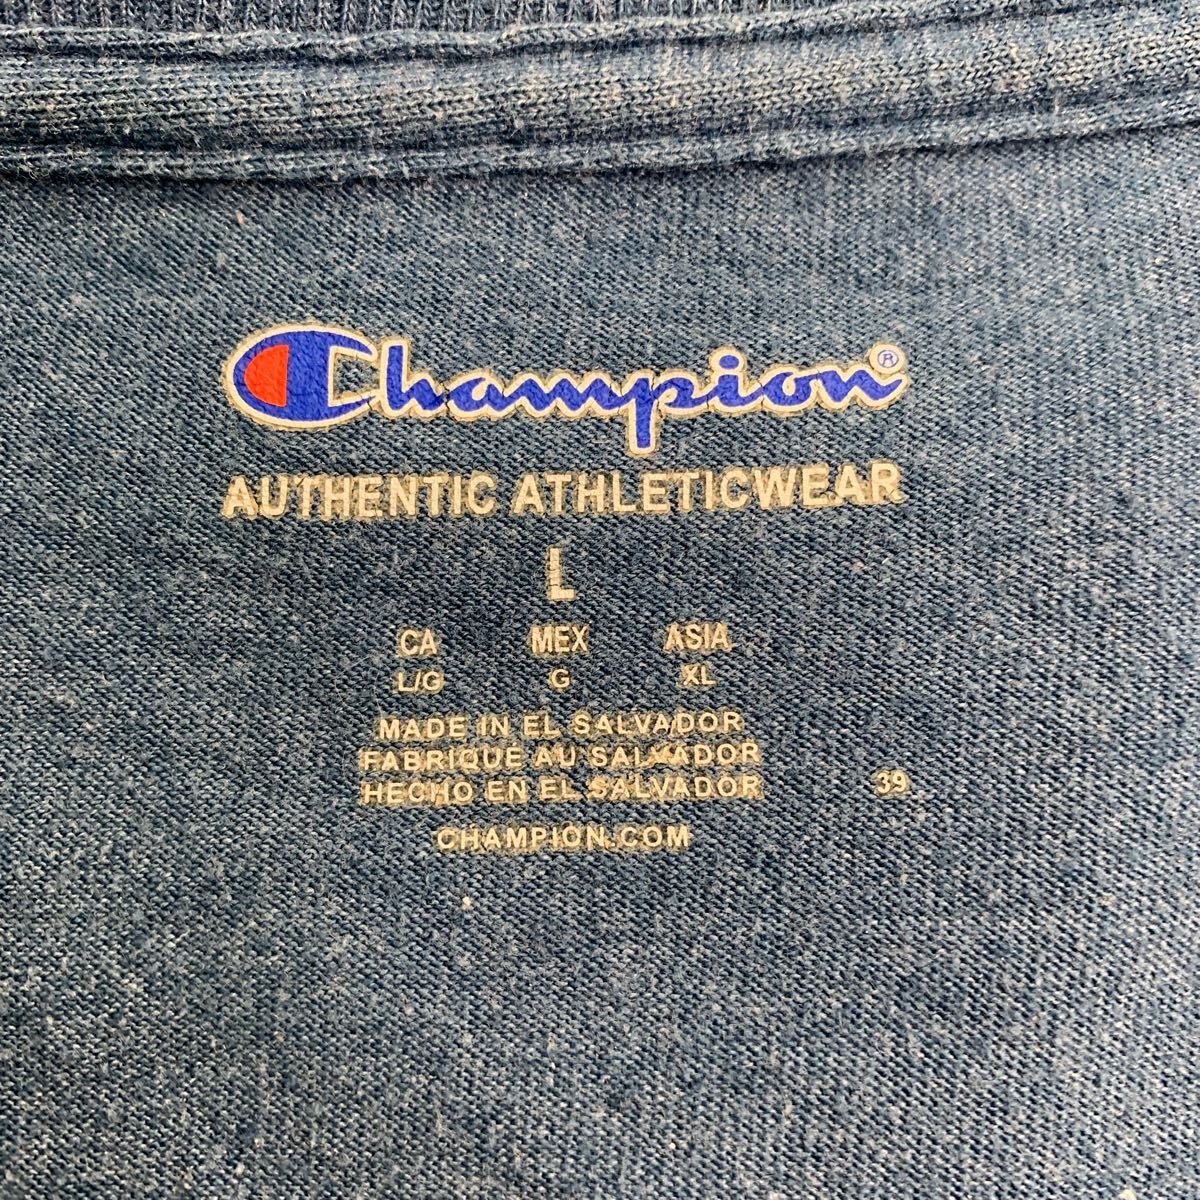 Champion®
AUTHENTIC ATHLETICWEAR
L
CA MEX ASIA
L/G G XL
MADE IN EL SALVADOR
FABRIQUE AU SALVADOR
HECHO EN EL SALVADOR 39
CHAMPION.COM